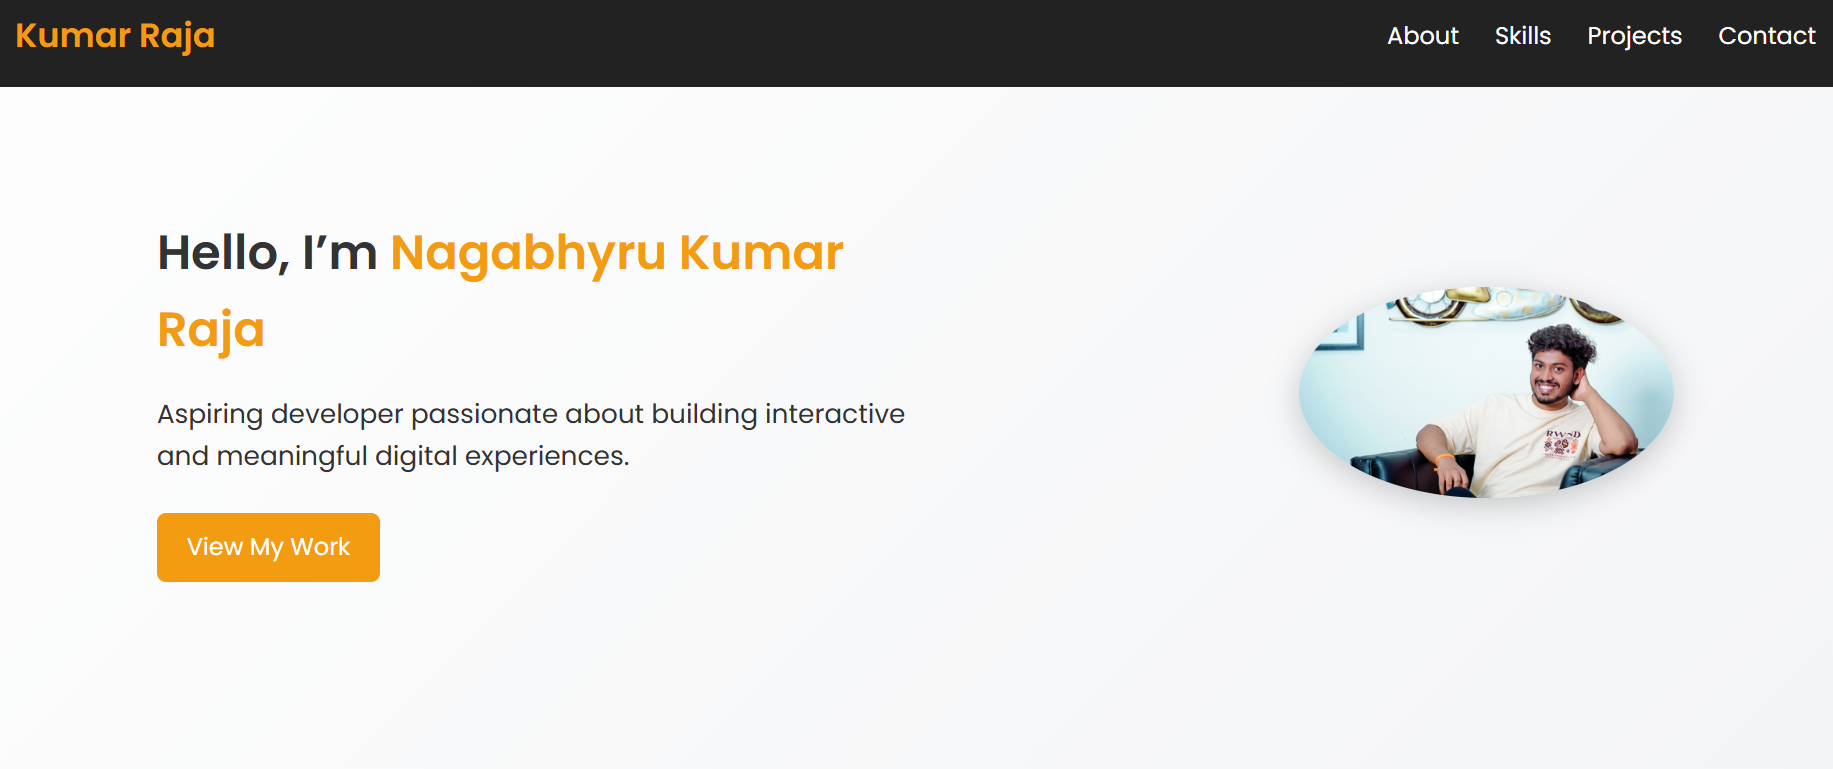 Kumar Raja
About Skills Projects Contact
Hello, I’m Nagabhyru Kumar
Raja
Aspiring developer passionate about building interactive
and meaningful digital experiences.
View My Work
RWND